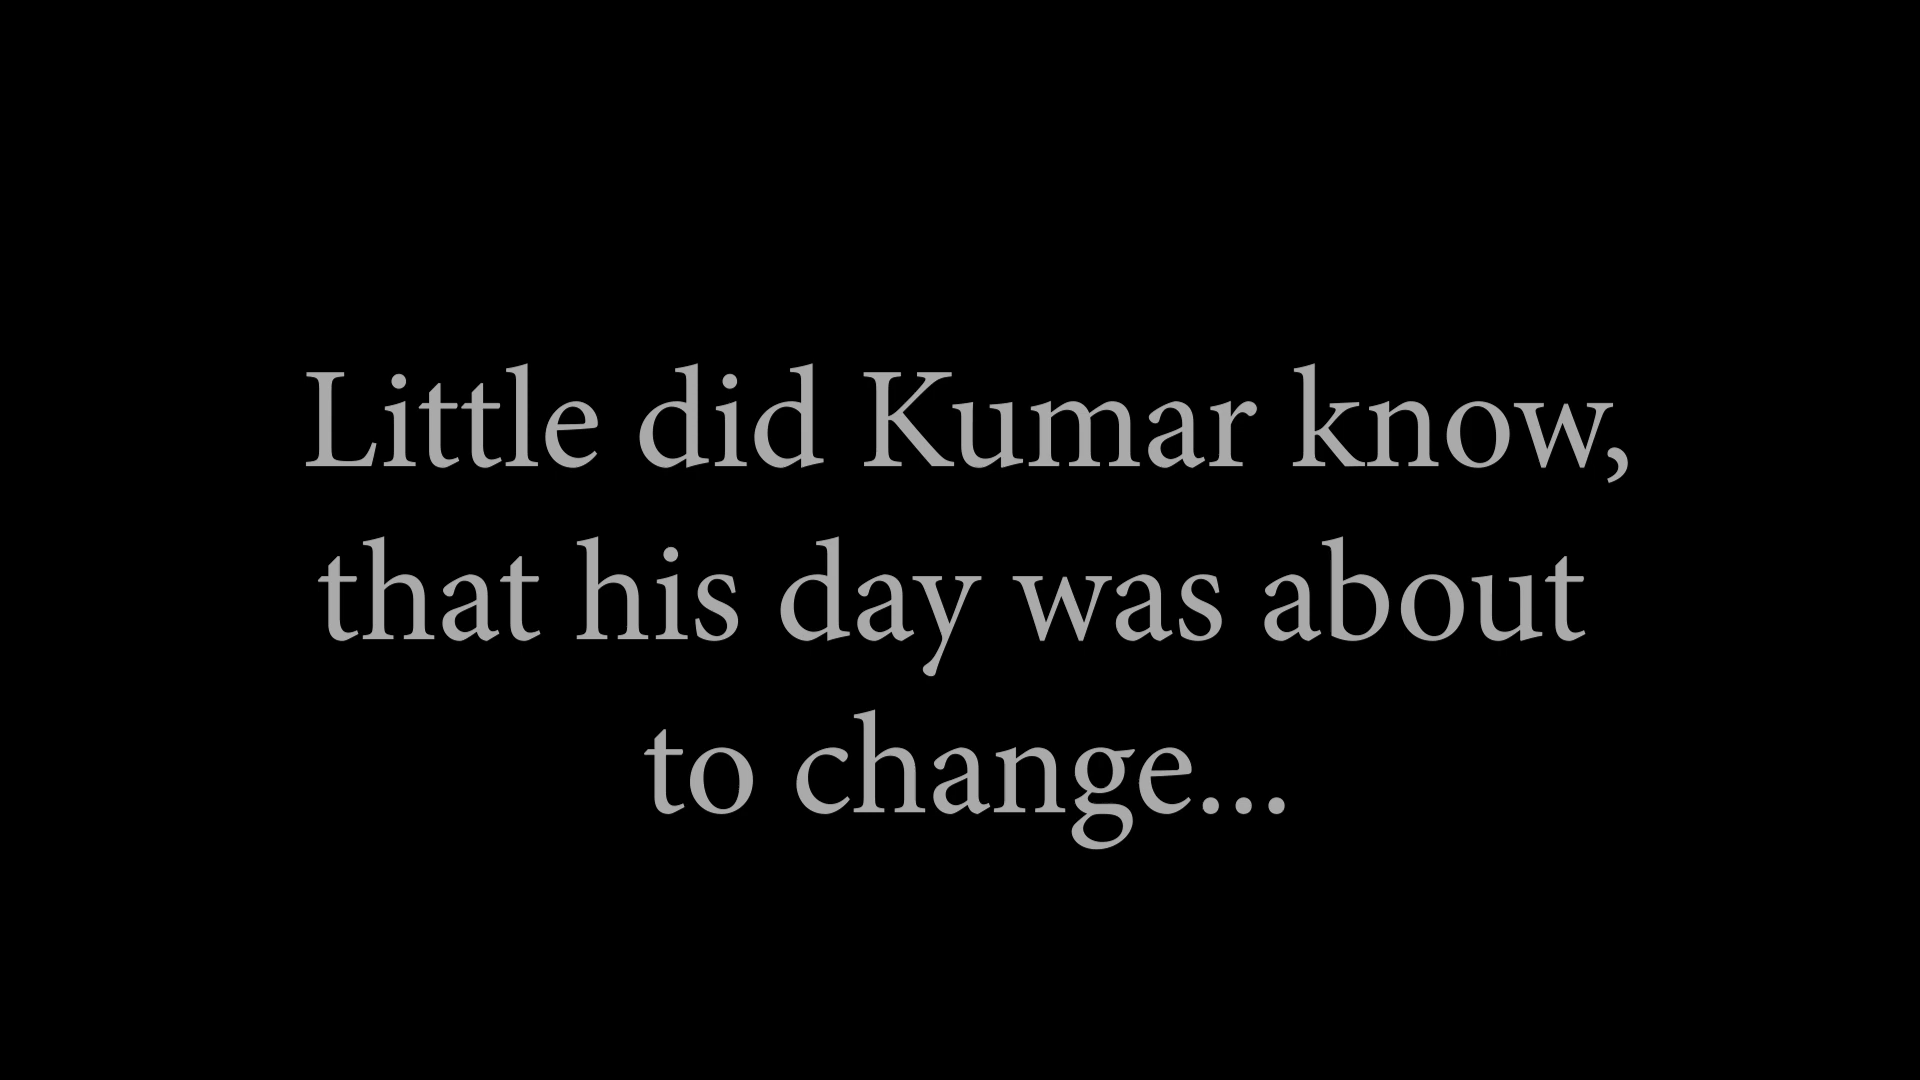 Little did Kumar know,
that his day was about
to change...